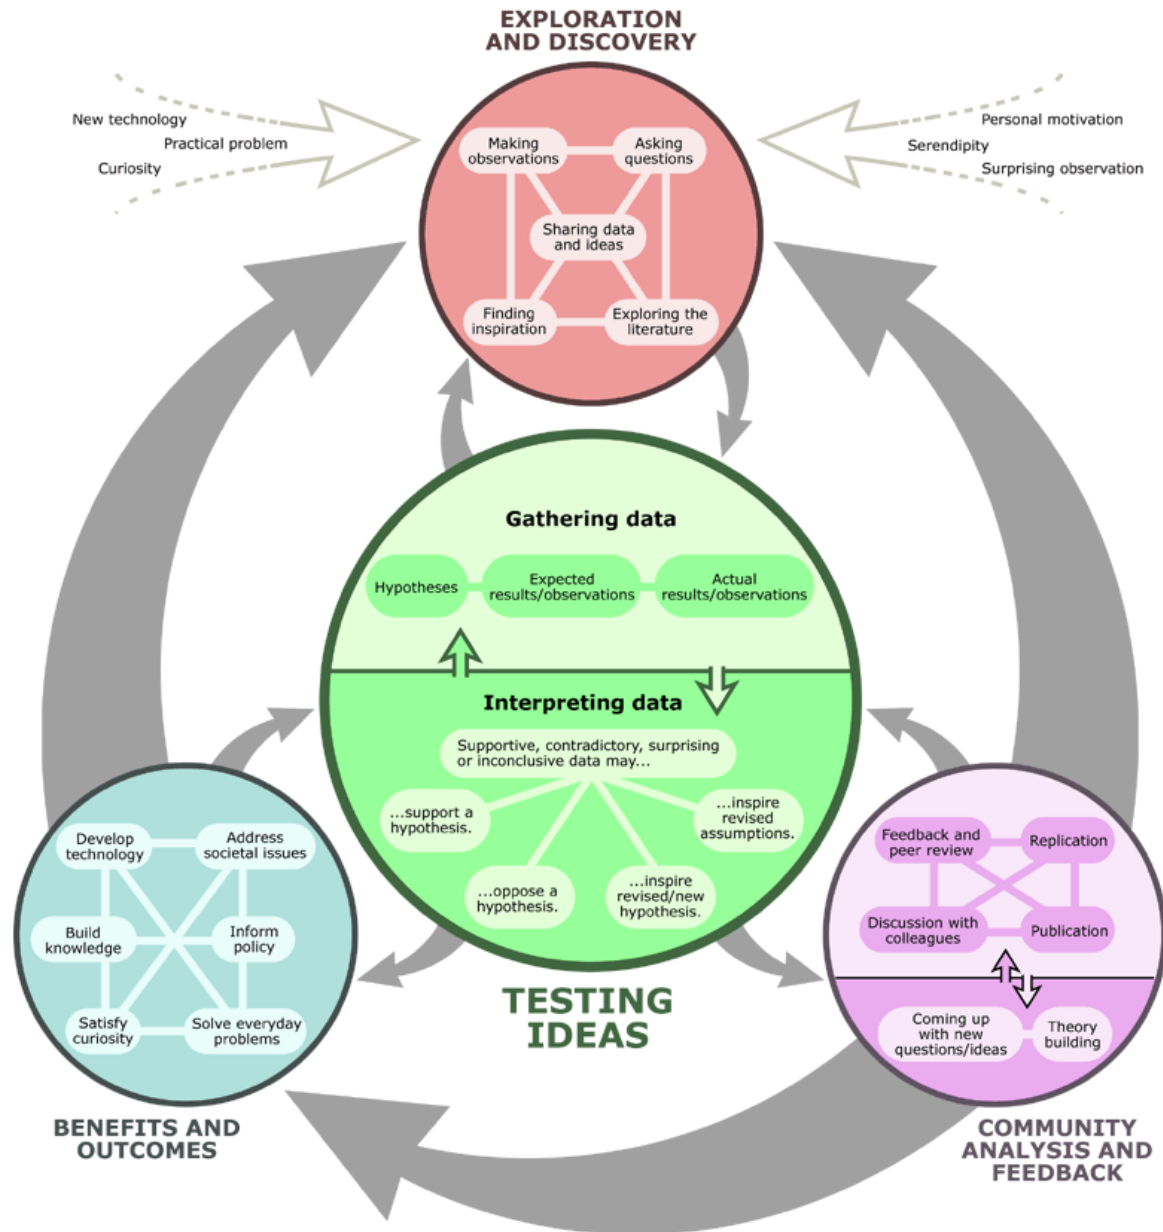 EXPLORATION
AND DISCOVERY
New technology
Practical problem
Curiosity
Personal motivation
Serendipity
Surprising observation
Making
observations
Asking
questions
Sharing data
and ideas
Finding
inspiration
Exploring the
literature
Gathering data
Hypotheses
Expected
results/observations
Actual
results/observations
Interpreting data
Supportive, contradictory, surprising
or inconclusive data may...
...support a
hypothesis.
...oppose a
hypothesis.
...inspire
revised/new
hypothesis.
...inspire
revised
assumptions.
TESTING
IDEAS
Develop
technology
Address
societal issues
Build
knowledge
Inform
policy
Satisfy
curiosity
Solve everyday
problems
BENEFITS AND
OUTCOMES
Feedback and
peer review
Replication
Discussion with
colleagues
Publication
Coming up
with new
questions/ideas
Theory
building
COMMUNITY
ANALYSIS AND
FEEDBACK